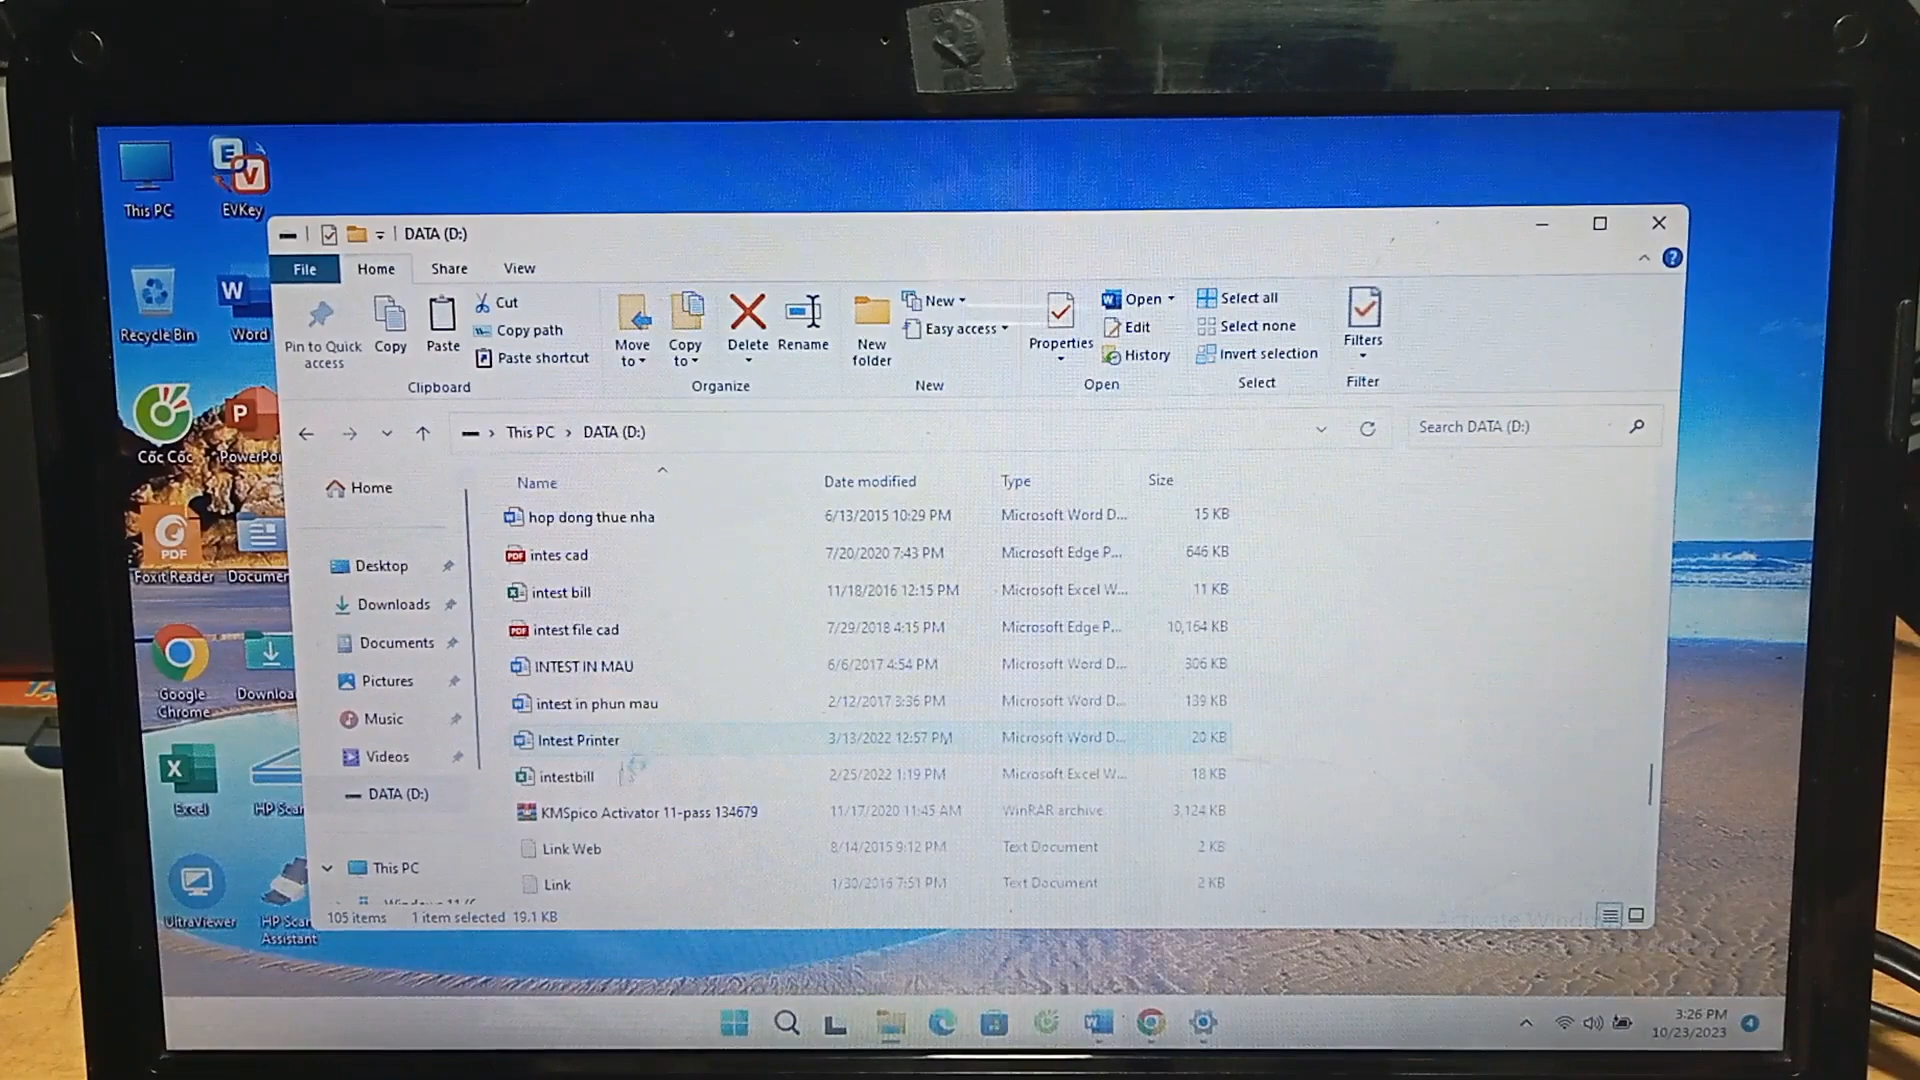 This PC
EVKey
Recycle Bin
Word
Cốc Cốc
PowerPoi
Foxit Reader
Documen
Google Chrome
Downloa
Excel
HP Scan
UltraViewer
HP Scan Assistant
DATA (D:)
File
Home
Share
View
Pin to Quick access
Copy
Paste
Cut
Copy path
Paste shortcut
Clipboard
Move to
Copy to
Delete
Rename
Organize
New folder
New
Easy access
New
Properties
Open
Edit
History
Open
Select all
Select none
Invert selection
Select
Filters
Filter
This PC > DATA (D:)
Search DATA (D:)
Home
Desktop
Downloads
Documents
Pictures
Music
Videos
DATA (D:)
This PC
Name Date modified Type Size
hop dong thue nha 6/13/2015 10:29 PM Microsoft Word D... 15 KB
intes cad 7/20/2020 7:43 PM Microsoft Edge P... 646 KB
intest bill 11/18/2016 12:15 PM Microsoft Excel W... 11 KB
intest file cad 7/29/2018 4:15 PM Microsoft Edge P... 10,164 KB
INTEST IN MAU 6/6/2017 4:54 PM Microsoft Word D... 306 KB
intest in phun mau 2/12/2017 3:36 PM Microsoft Word D... 139 KB
Intest Printer 3/13/2022 12:57 PM Microsoft Word D... 20 KB
intestbill 2/25/2022 1:19 PM Microsoft Excel W... 18 KB
KMSpico Activator 11-pass 134679 11/17/2020 11:45 AM WinRAR archive 3,124 KB
Link Web 8/14/2015 9:12 PM Text Document 2 KB
Link 1/30/2016 7:51 PM Text Document 2 KB
105 items 1 item selected 19.1 KB
Activate Windo
3:26 PM
10/23/2023
4